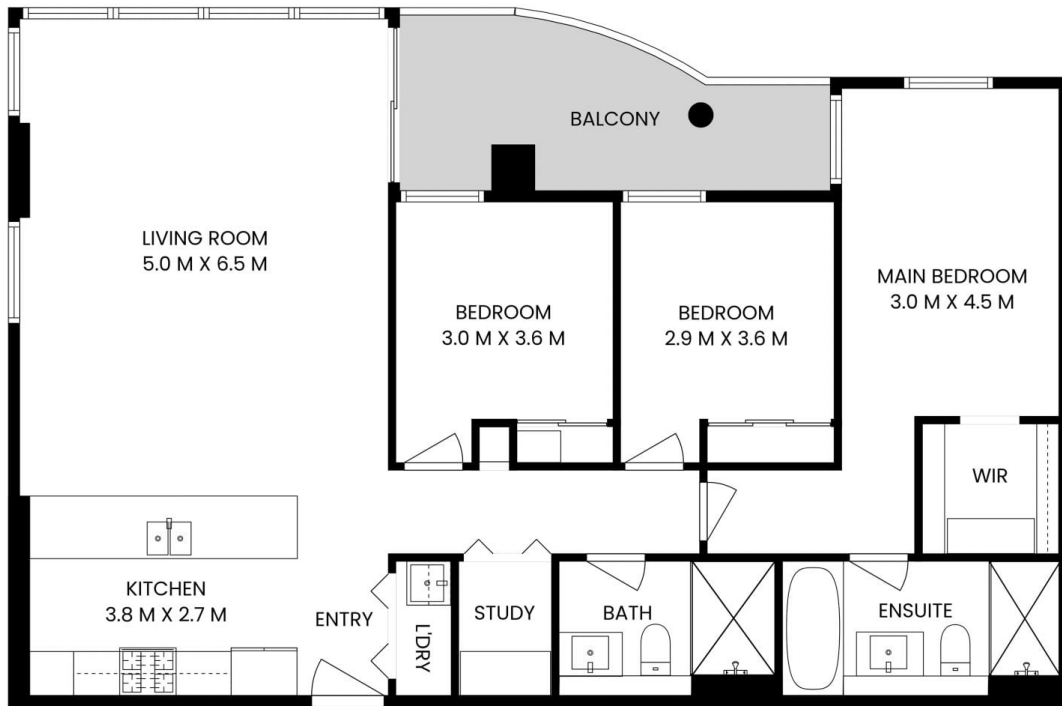 BALCONY
LIVING ROOM
5.0 M X 6.5 M
BEDROOM
3.0 M X 3.6 M
BEDROOM
2.9 M X 3.6 M
MAIN BEDROOM
3.0 M X 4.5 M
WIR
KITCHEN
3.8 M X 2.7 M
ENTRY
L'DRY
STUDY
BATH
ENSUITE